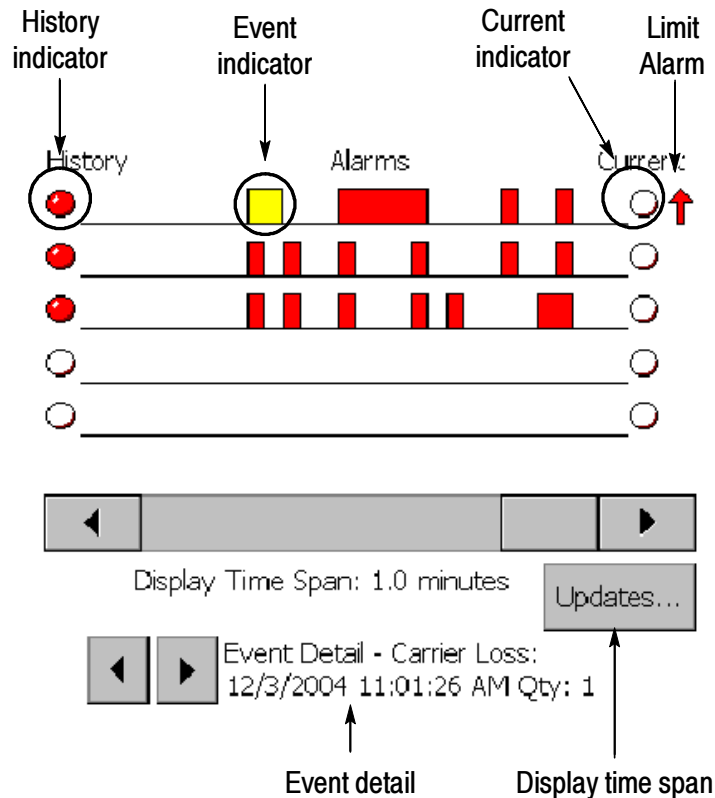 History
indicator
Event
indicator
Current
indicator
Limit
Alarm
History
Alarms
Current
Display Time Span: 1.0 minutes
Updates...
Event Detail - Carrier Loss:
12/3/2004 11:01:26 AM Qty: 1
Event detail
Display time span